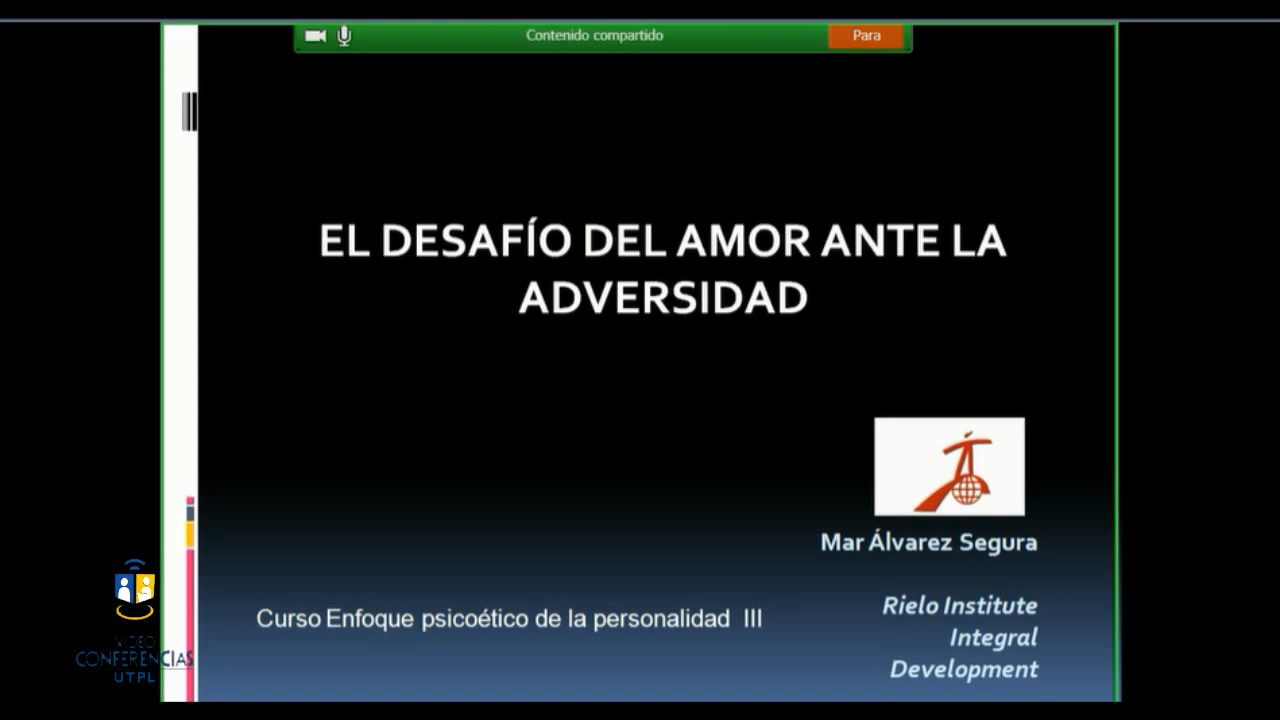 Contenido compartido
Para
EL DESAFÍO DEL AMOR ANTE LA
ADVERSIDAD
Mar Álvarez Segura
Curso Enfoque psicoético de la personalidad III
Rielo Institute
Integral
Development
VIDEO
CONFERENCIAS
UTPL